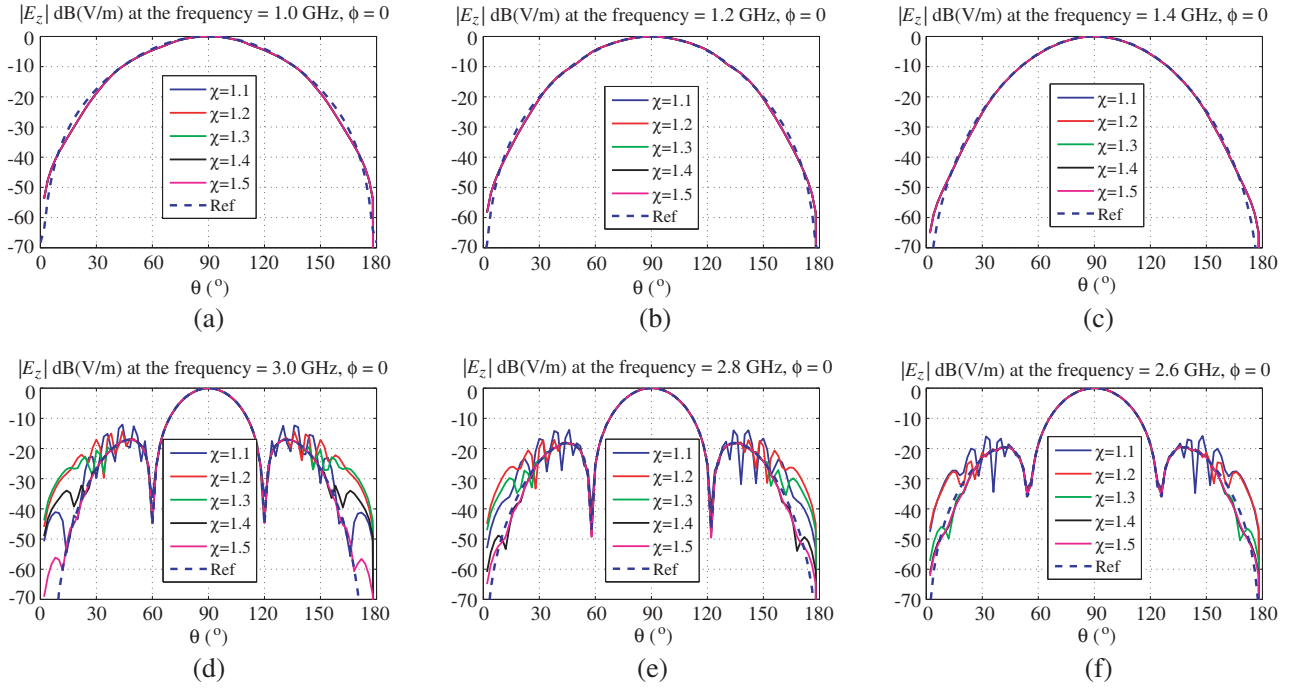 |E_z| dB(V/m) at the frequency = 1.0 GHz, ϕ = 0
0
-10
-20
-30
-40
-50
-60
-70
χ=1.1
χ=1.2
χ=1.3
χ=1.4
χ=1.5
Ref
0 30 60 90 120 150 180
θ (°)
(a)
|E_z| dB(V/m) at the frequency = 1.2 GHz, ϕ = 0
0
-10
-20
-30
-40
-50
-60
-70
χ=1.1
χ=1.2
χ=1.3
χ=1.4
χ=1.5
Ref
0 30 60 90 120 150 180
θ (°)
(b)
|E_z| dB(V/m) at the frequency = 1.4 GHz, ϕ = 0
0
-10
-20
-30
-40
-50
-60
-70
χ=1.1
χ=1.2
χ=1.3
χ=1.4
χ=1.5
Ref
0 30 60 90 120 150 180
θ (°)
(c)
|E_z| dB(V/m) at the frequency = 3.0 GHz, ϕ = 0
0
-10
-20
-30
-40
-50
-60
-70
χ=1.1
χ=1.2
χ=1.3
χ=1.4
χ=1.5
Ref
0 30 60 90 120 150 180
θ (°)
(d)
|E_z| dB(V/m) at the frequency = 2.8 GHz, ϕ = 0
0
-10
-20
-30
-40
-50
-60
-70
χ=1.1
χ=1.2
χ=1.3
χ=1.4
χ=1.5
Ref
0 30 60 90 120 150 180
θ (°)
(e)
|E_z| dB(V/m) at the frequency = 2.6 GHz, ϕ = 0
0
-10
-20
-30
-40
-50
-60
-70
χ=1.1
χ=1.2
χ=1.3
χ=1.4
χ=1.5
Ref
0 30 60 90 120 150 180
θ (°)
(f)